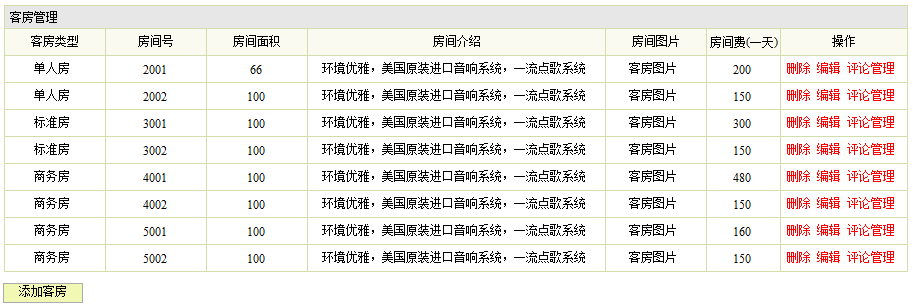 客房管理
客房类型 房间号 房间面积 房间介绍 房间图片 房间费(一天) 操作
单人房 2001 66 环境优雅，美国原装进口音响系统，一流点歌系统 客房图片 200 删除 编辑 评论管理
单人房 2002 100 环境优雅，美国原装进口音响系统，一流点歌系统 客房图片 150 删除 编辑 评论管理
标准房 3001 100 环境优雅，美国原装进口音响系统，一流点歌系统 客房图片 300 删除 编辑 评论管理
标准房 3002 100 环境优雅，美国原装进口音响系统，一流点歌系统 客房图片 150 删除 编辑 评论管理
商务房 4001 100 环境优雅，美国原装进口音响系统，一流点歌系统 客房图片 480 删除 编辑 评论管理
商务房 4002 100 环境优雅，美国原装进口音响系统，一流点歌系统 客房图片 150 删除 编辑 评论管理
商务房 5001 100 环境优雅，美国原装进口音响系统，一流点歌系统 客房图片 160 删除 编辑 评论管理
商务房 5002 100 环境优雅，美国原装进口音响系统，一流点歌系统 客房图片 150 删除 编辑 评论管理
添加客房